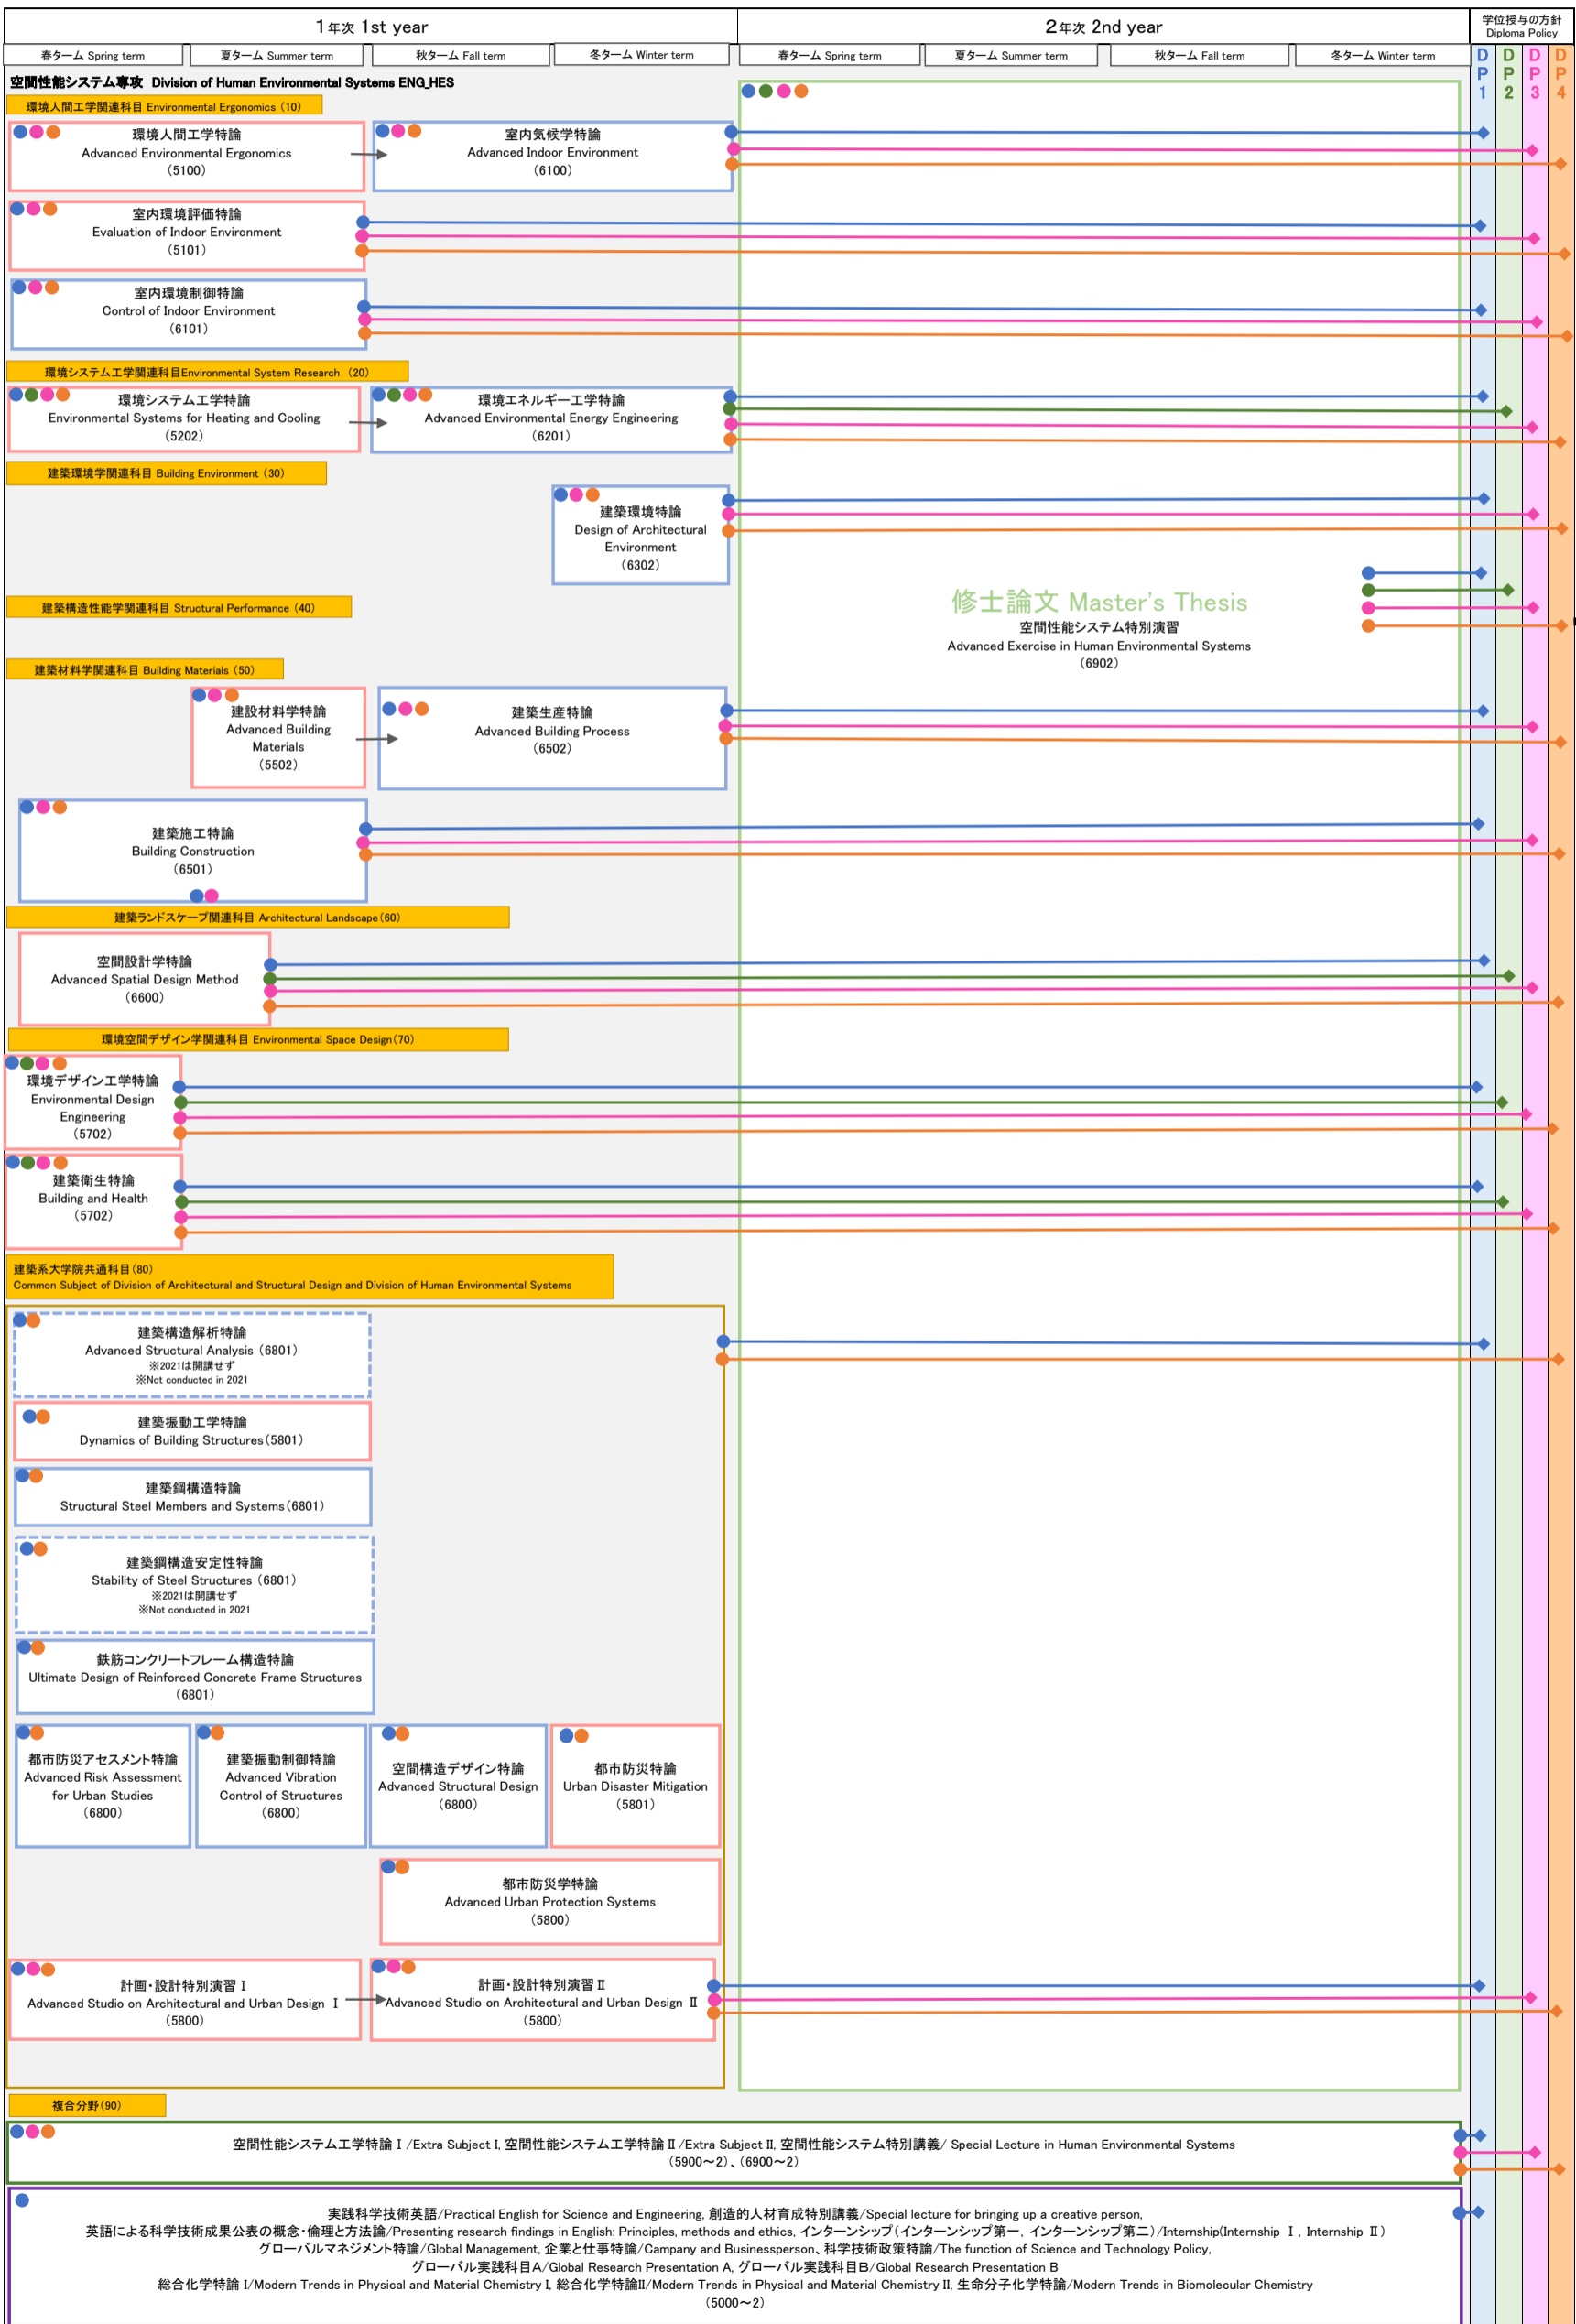 1年次 1st year
2年次 2nd year
学位授与の方針
Diploma Policy
春ターム Spring term
夏ターム Summer term
秋ターム Fall term
冬ターム Winter term
春ターム Spring term
夏ターム Summer term
秋ターム Fall term
冬ターム Winter term
DP1
DP2
DP3
DP4
空間性能システム専攻 Division of Human Environmental Systems ENG_HES
環境人間工学関連科目 Environmental Ergonomics (10)
環境人間工学特論
Advanced Environmental Ergonomics
(5100)
室内気候学特論
Advanced Indoor Environment
(6100)
室内環境評価特論
Evaluation of Indoor Environment
(5101)
室内環境制御特論
Control of Indoor Environment
(6101)
環境システム工学関連科目Environmental System Research (20)
環境システム工学特論
Environmental Systems for Heating and Cooling
(5202)
環境エネルギー工学特論
Advanced Environmental Energy Engineering
(6201)
建築環境学関連科目 Building Environment (30)
建築環境特論
Design of Architectural
Environment
(6302)
建築構造性能学関連科目 Structural Performance (40)
修士論文 Master's Thesis
空間性能システム特別演習
Advanced Exercise in Human Environmental Systems
(6902)
建築材料学関連科目 Building Materials (50)
建設材料学特論
Advanced Building
Materials
(5502)
建築生産特論
Advanced Building Process
(6502)
建築施工特論
Building Construction
(6501)
建築ランドスケープ関連科目 Architectural Landscape(60)
空間設計学特論
Advanced Spatial Design Method
(6600)
環境空間デザイン学関連科目 Environmental Space Design(70)
環境デザイン工学特論
Environmental Design
Engineering
(5702)
建築衛生特論
Building and Health
(5702)
建築系大学院共通科目(80)
Common Subject of Division of Architectural and Structural Design and Division of Human Environmental Systems
建築構造解析特論
Advanced Structural Analysis (6801)
※2021は開講せず
※Not conducted in 2021
建築振動工学特論
Dynamics of Building Structures(5801)
建築鋼構造特論
Structural Steel Members and Systems(6801)
建築鋼構造安定性特論
Stability of Steel Structures (6801)
※2021は開講せず
※Not conducted in 2021
鉄筋コンクリートフレーム構造特論
Ultimate Design of Reinforced Concrete Frame Structures
(6801)
都市防災アセスメント特論
Advanced Risk Assessment
for Urban Studies
(6800)
建築振動制御特論
Advanced Vibration
Control of Structures
(6800)
空間構造デザイン特論
Advanced Structural Design
(6800)
都市防災特論
Urban Disaster Mitigation
(5801)
都市防災学特論
Advanced Urban Protection Systems
(5800)
計画・設計特別演習Ⅰ
Advanced Studio on Architectural and Urban Design Ⅰ
(5800)
計画・設計特別演習Ⅱ
Advanced Studio on Architectural and Urban Design Ⅱ
(5800)
複合分野(90)
空間性能システム工学特論Ⅰ/Extra Subject I, 空間性能システム工学特論Ⅱ/Extra Subject II, 空間性能システム特別講義/ Special Lecture in Human Environmental Systems
(5900～2)、(6900～2)
実践科学技術英語/Practical English for Science and Engineering, 創造的人材育成特別講義/Special lecture for bringing up a creative person,
英語による科学技術成果公表の概念・倫理と方法論/Presenting research findings in English: Principles, methods and ethics, インターンシップ(インターンシップ第一, インターンシップ第二)/Internship(Internship Ⅰ, Internship Ⅱ)
グローバルマネジメント特論/Global Management, 企業と仕事特論/Campany and Businessperson、科学技術政策特論/The function of Science and Technology Policy,
グローバル実践科目A/Global Research Presentation A, グローバル実践科目B/Global Research Presentation B
総合化学特論 I/Modern Trends in Physical and Material Chemistry I, 総合化学特論II/Modern Trends in Physical and Material Chemistry II, 生命分子化学特論/Modern Trends in Biomolecular Chemistry
(5000～2)